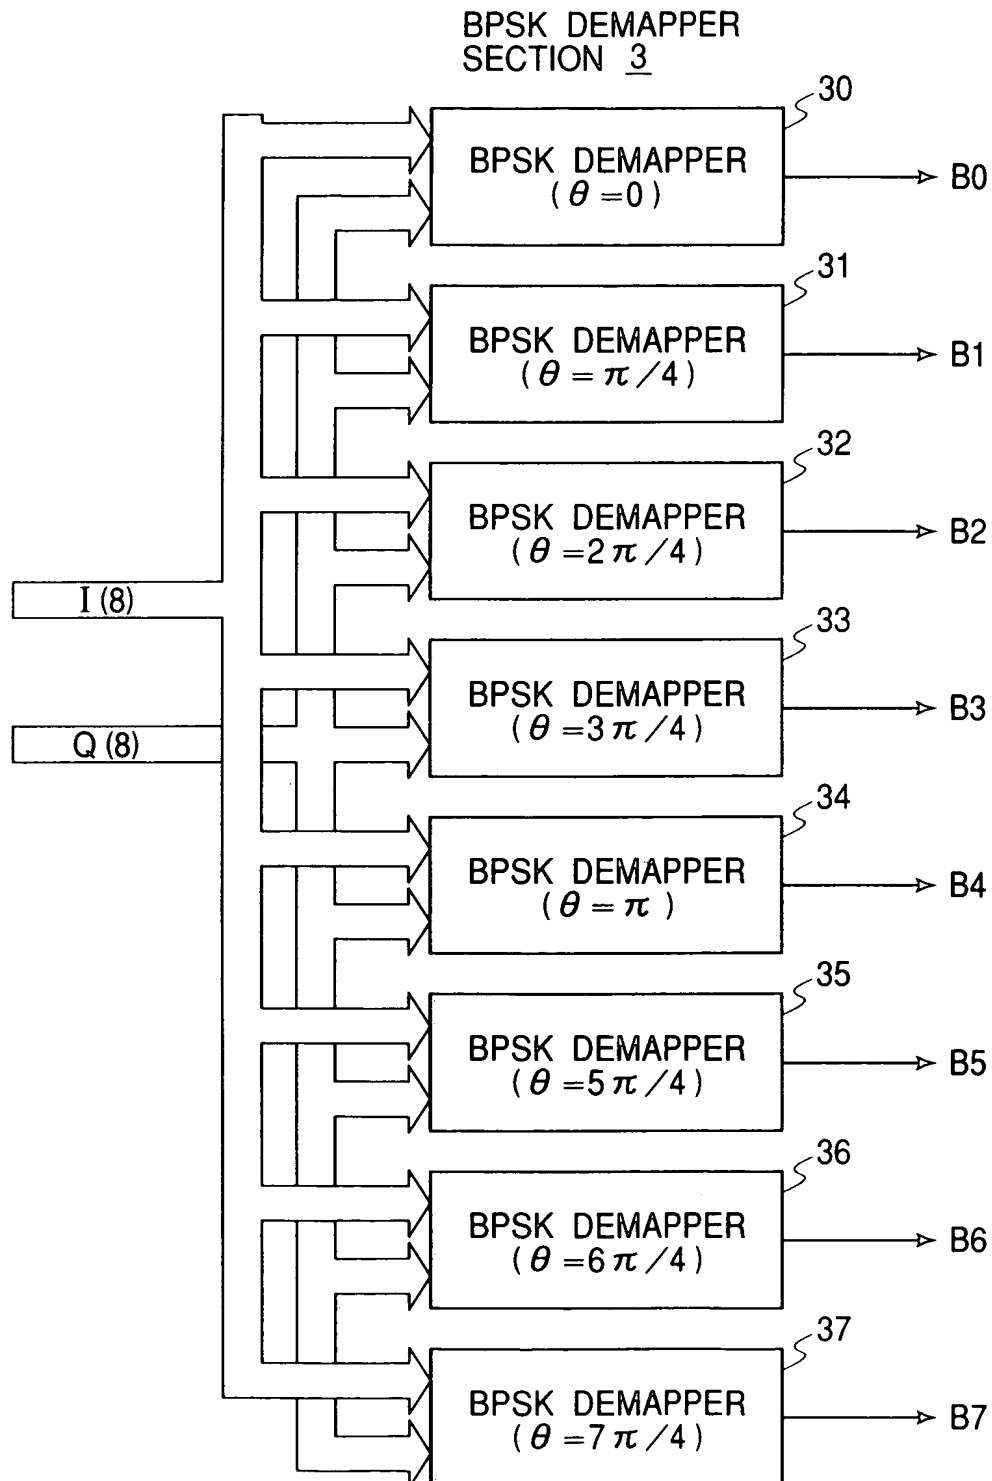 BPSK DEMAPPER
SECTION 3
30
BPSK DEMAPPER
(θ=0)
B0
31
BPSK DEMAPPER
(θ=π/4)
B1
32
BPSK DEMAPPER
(θ=2π/4)
B2
I(8)
33
BPSK DEMAPPER
(θ=3π/4)
B3
Q(8)
34
BPSK DEMAPPER
(θ=π)
B4
35
BPSK DEMAPPER
(θ=5π/4)
B5
36
BPSK DEMAPPER
(θ=6π/4)
B6
37
BPSK DEMAPPER
(θ=7π/4)
B7